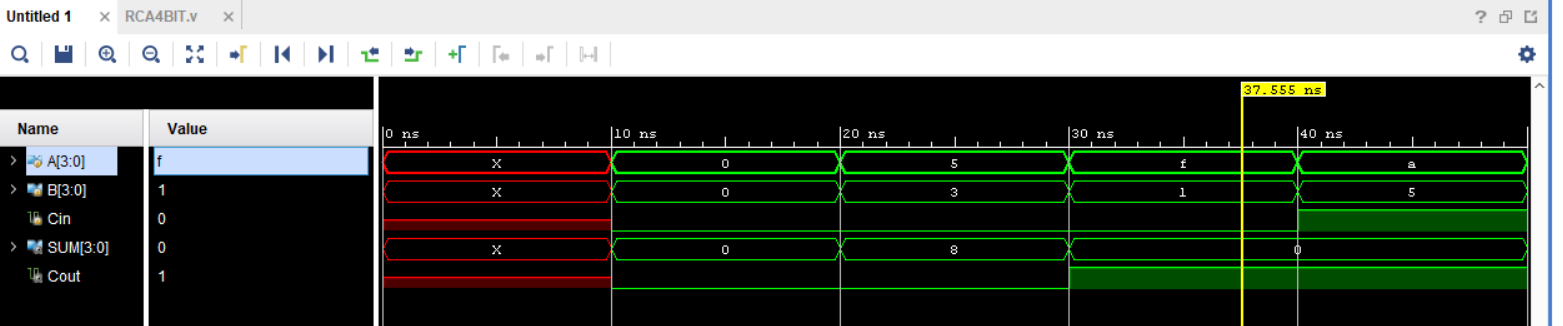 Untitled 1 × RCA4BIT.v × ?
37.555 ns
Name Value
0 ns 10 ns 20 ns 30 ns 40 ns
> A[3:0] f X 0 5 f a
> B[3:0] 1 X 0 3 1 5
Cin 0
> SUM[3:0] 0 X 0 8 0
Cout 1